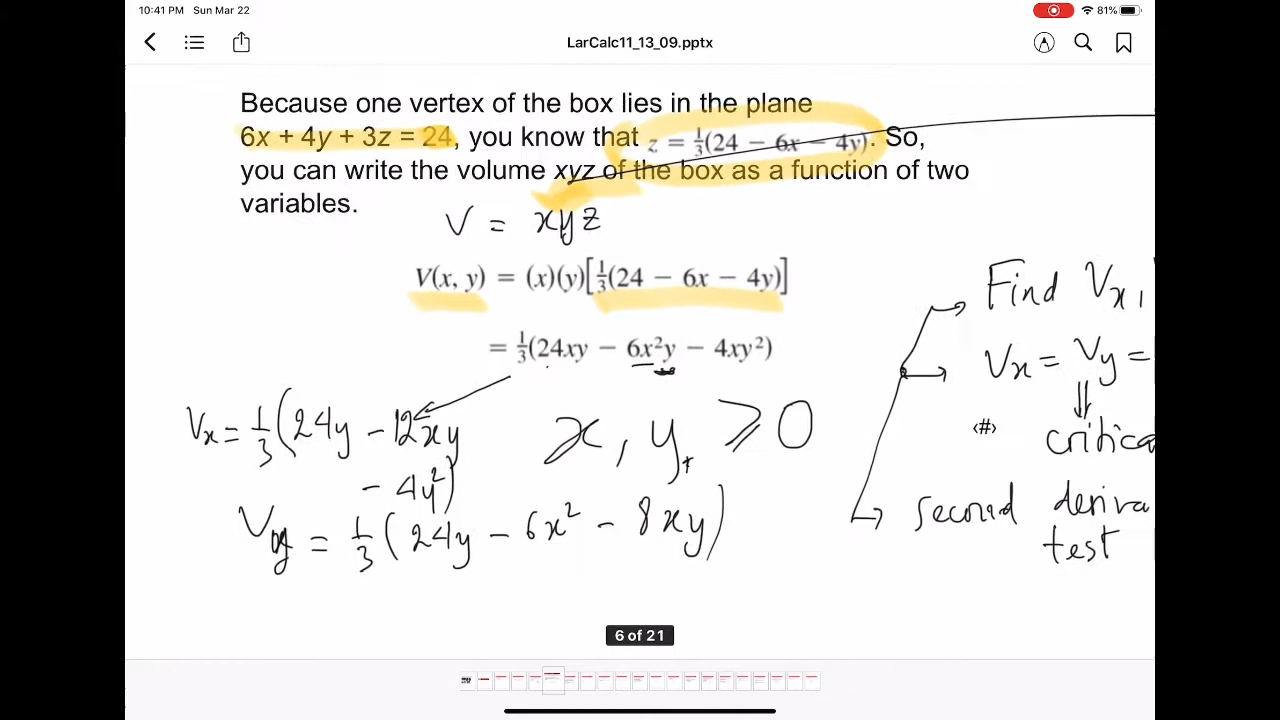 10:41 PM Sun Mar 22
81%
LarCalc11_13_09.pptx
Because one vertex of the box lies in the plane
6x + 4y + 3z = 24, you know that z = 1/3(24 − 6x − 4y). So,
you can write the volume xyz of the box as a function of two
variables.
V = xyz
V(x, y) = (x)(y)[1/3(24 − 6x − 4y)]
= 1/3(24xy − 6x²y − 4xy²)
Find Vx,
Vx = Vy =
⇓
‹#›
critica
second deriva
test
Vx = 1/3(24y − 12xy
− 4y²)
x, y ≥ 0
Vy = 1/3(24y − 6x² − 8xy)
6 of 21